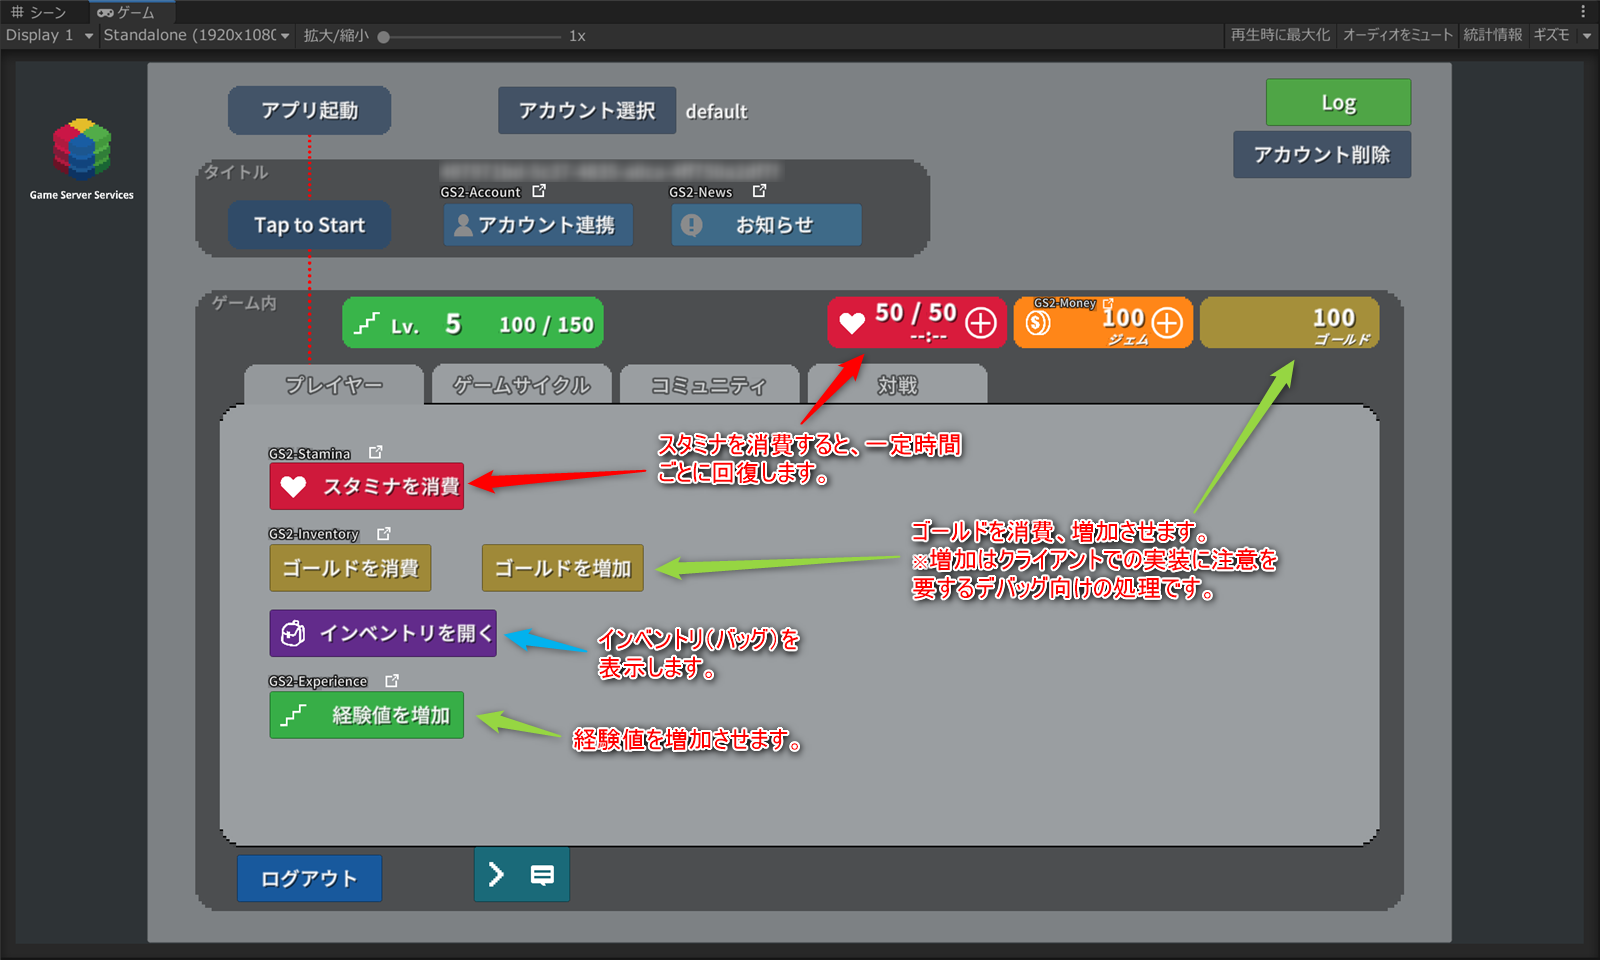 シーン
ゲーム
Display 1
Standalone (1920x1080
拡大/縮小
1x
再生時に最大化
オーディオをミュート
統計情報
ギズモ
Game Server Services
アプリ起動
アカウント選択
default
Log
アカウント削除
タイトル
GS2-Account
GS2-News
Tap to Start
アカウント連携
お知らせ
ゲーム内
Lv. 5 100 / 150
50 / 50
--:--
GS2-Money
100
ジェム
100
ゴールド
プレイヤー
ゲームサイクル
コミュニティ
対戦
スタミナを消費すると、一定時間
ごとに回復します。
GS2-Stamina
スタミナを消費
GS2-Inventory
ゴールドを消費
ゴールドを増加
ゴールドを消費、増加させます。
※増加はクライアントでの実装に注意を
要するデバッグ向けの処理です。
インベントリを開く
インベントリ(バッグ)を
表示します。
GS2-Experience
経験値を増加
経験値を増加させます。
ログアウト